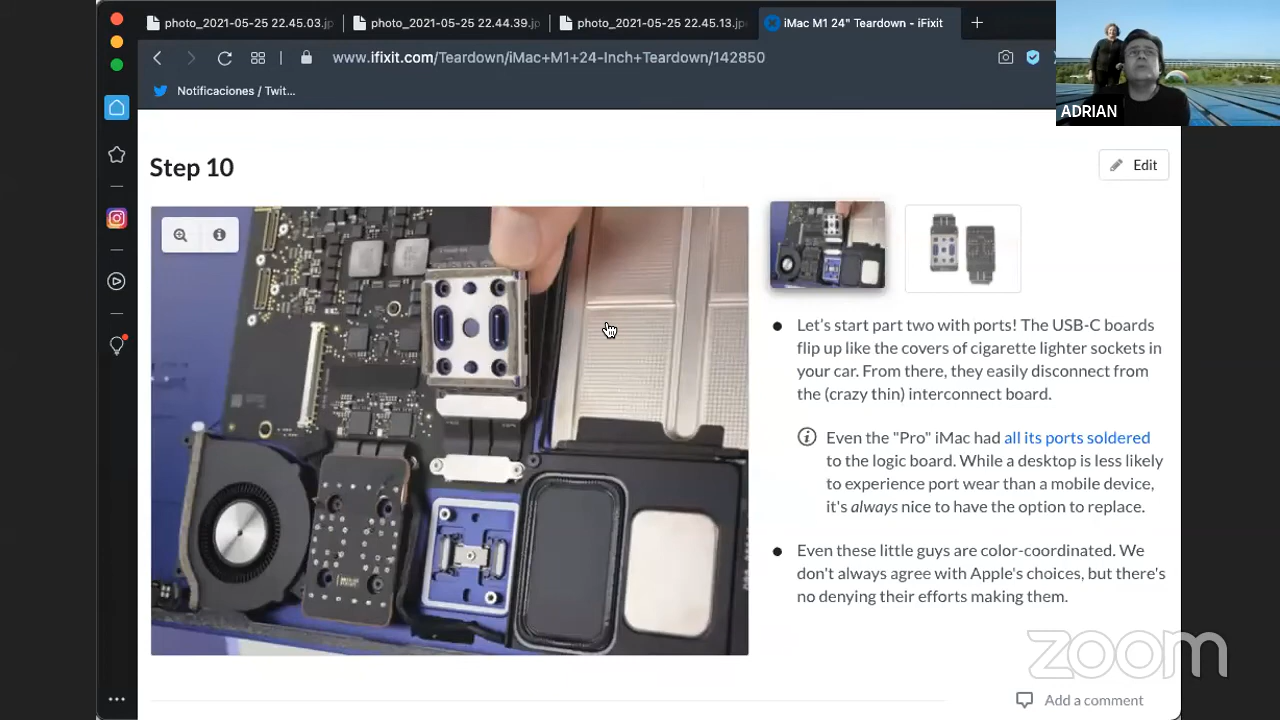 photo_2021-05-25 22.45.03.jp
photo_2021-05-25 22.44.39.jp
photo_2021-05-25 22.45.13.jp
iMac M1 24" Teardown - iFixit
www.ifixit.com/Teardown/iMac+M1+24-Inch+Teardown/142850
Notificaciones / Twit...
ADRIAN
Step 10
Edit
Let's start part two with ports! The USB-C boards
flip up like the covers of cigarette lighter sockets in
your car. From there, they easily disconnect from
the (crazy thin) interconnect board.
Even the "Pro" iMac had all its ports soldered
to the logic board. While a desktop is less likely
to experience port wear than a mobile device,
it's always nice to have the option to replace.
Even these little guys are color-coordinated. We
don't always agree with Apple's choices, but there's
no denying their efforts making them.
zoom
Add a comment